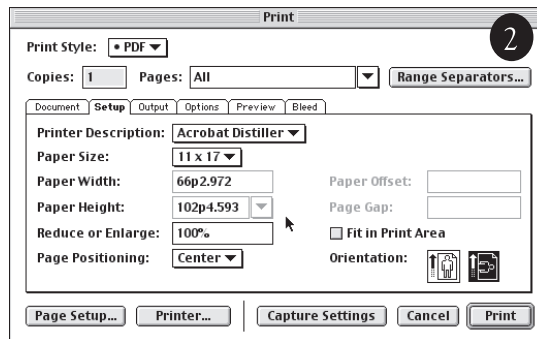 Print
2
Print Style: • PDF
Copies: 1 Pages: All Range Separators...
Document Setup Output Options Preview Bleed
Printer Description: Acrobat Distiller
Paper Size: 11 x 17
Paper Width: 66p2.972 Paper Offset:
Paper Height: 102p4.593 Page Gap:
Reduce or Enlarge: 100% Fit in Print Area
Page Positioning: Center Orientation:
Page Setup... Printer... Capture Settings Cancel Print